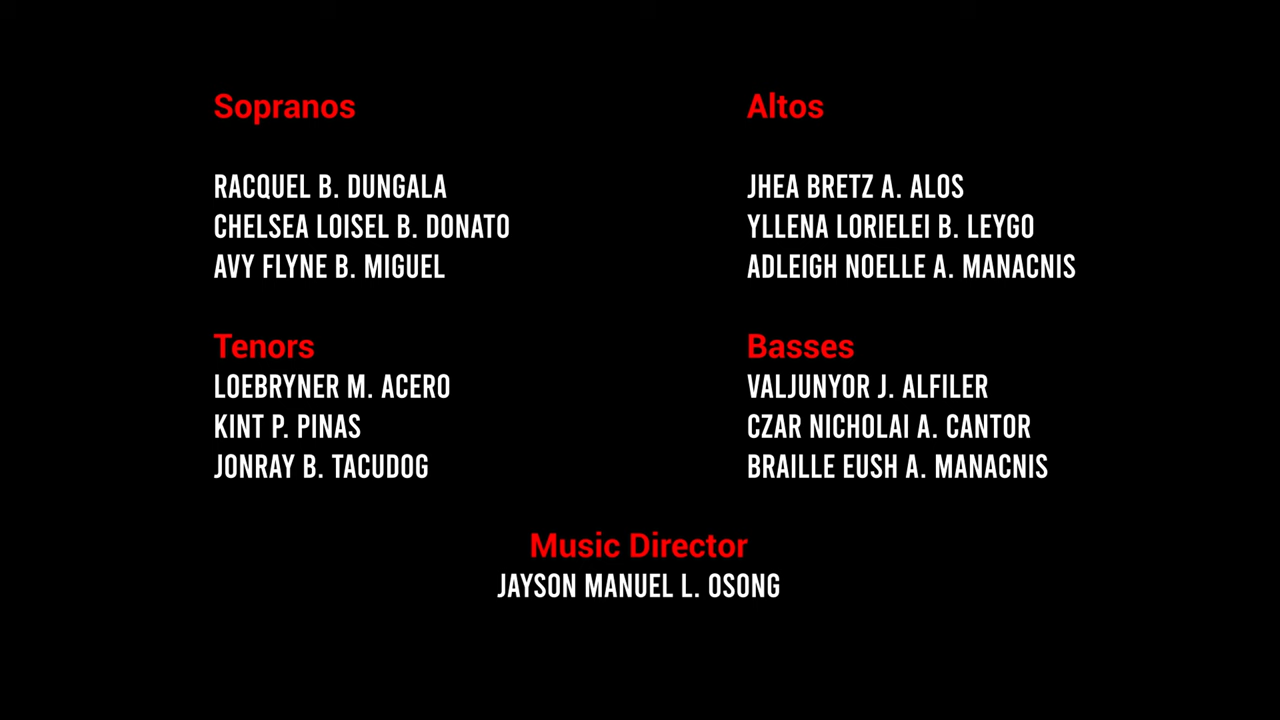 Sopranos
RACQUEL B. DUNGALA
CHELSEA LOISEL B. DONATO
AVY FLYNE B. MIGUEL
Altos
JHEA BRETZ A. ALOS
YLLENA LORIELEI B. LEYGO
ADLEIGH NOELLE A. MANACNIS
Tenors
LOEBRYNER M. ACERO
KINT P. PINAS
JONRAY B. TACUDOG
Basses
VALJUNYOR J. ALFILER
CZAR NICHOLAI A. CANTOR
BRAILLE EUSH A. MANACNIS
Music Director
JAYSON MANUEL L. OSONG